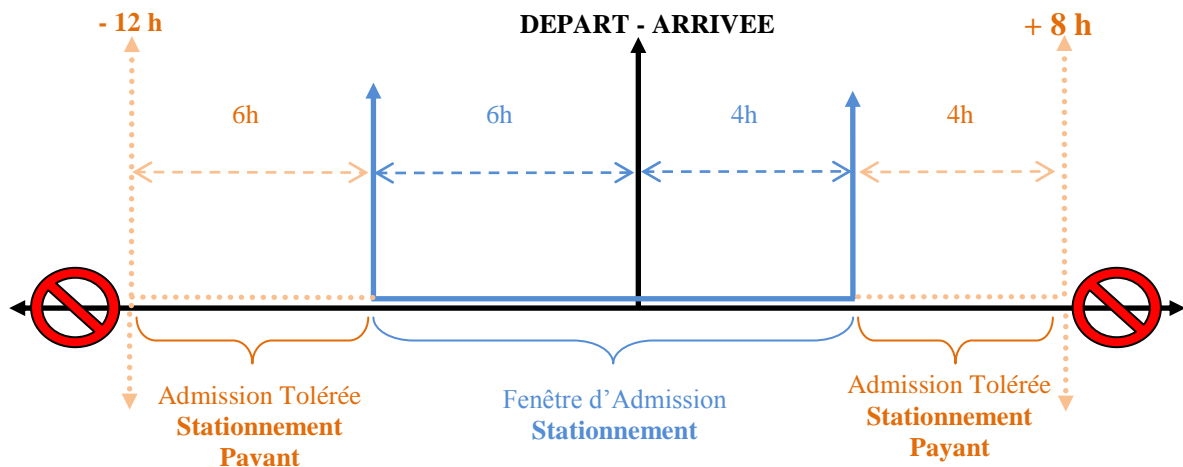 - 12 h
DEPART - ARRIVEE
+ 8 h
6h
6h
4h
4h
Admission Tolérée
Stationnement
Payant
Fenêtre d’Admission
Stationnement
Admission Tolérée
Stationnement
Payant